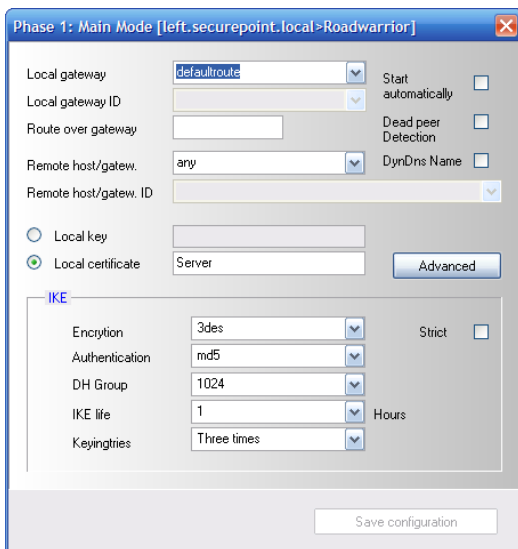 Phase 1: Main Mode [left.securepoint.local>Roadwarrior]
Local gateway defaultroute Start automatically
Local gateway ID
Route over gateway Dead peer Detection
Remote host/gatew. any DynDns Name
Remote host/gatew. ID
Local key
Local certificate Server Advanced
IKE
Encrytion 3des Strict
Authentication md5
DH Group 1024
IKE life 1 Hours
Keyingtries Three times
Save configuration